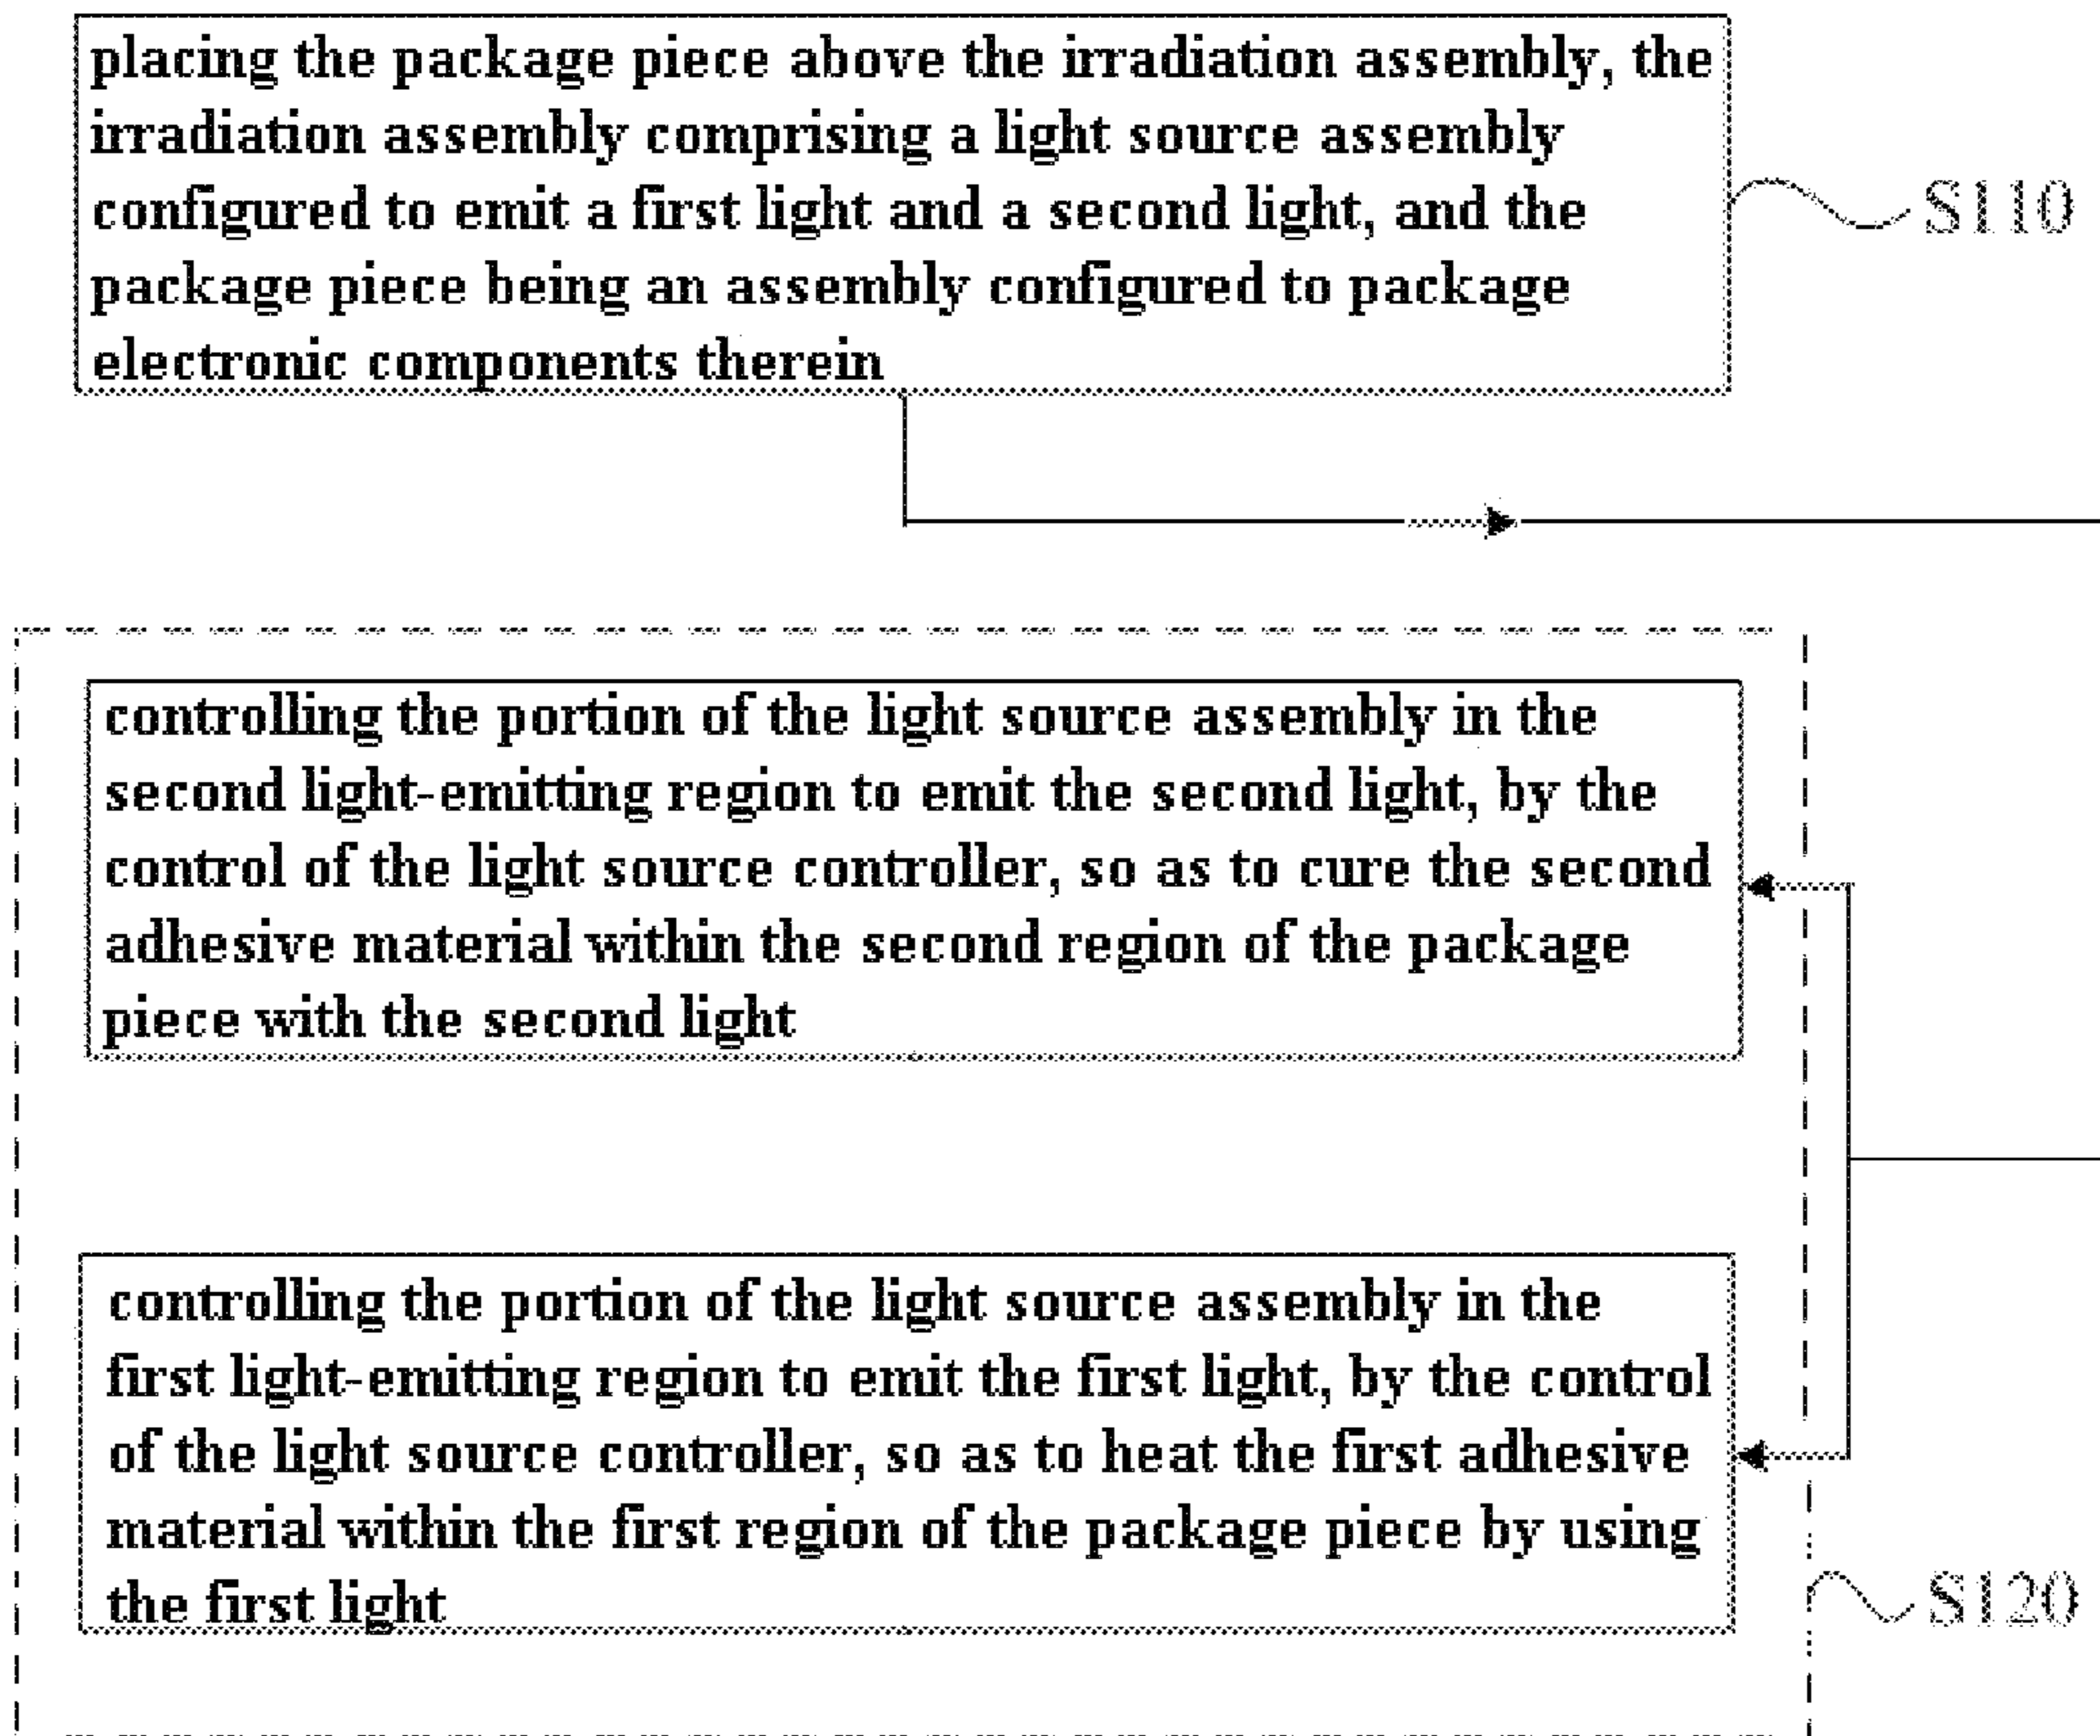 placing the package piece above the irradiation assembly, the
irradiation assembly comprising a light source assembly
configured to emit a first light and a second light, and the
package piece being an assembly configured to package
electronic components therein
S110
controlling the portion of the light source assembly in the
second light-emitting region to emit the second light, by the
control of the light source controller, so as to cure the second
adhesive material within the second region of the package
piece with the second light
controlling the portion of the light source assembly in the
first light-emitting region to emit the first light, by the control
of the light source controller, so as to heat the first adhesive
material within the first region of the package piece by using
the first light
S120